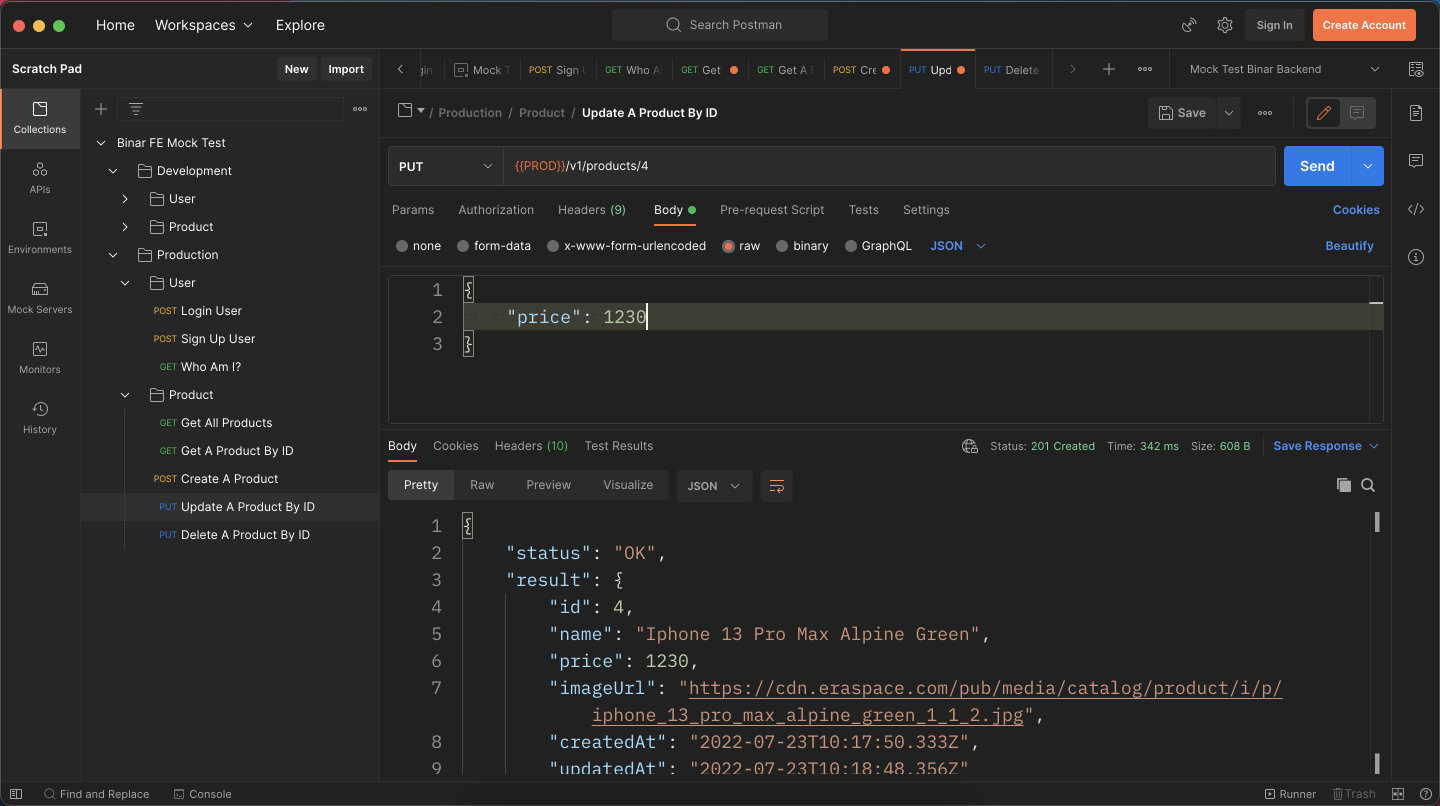 Home Workspaces Explore Search Postman Sign In Create Account
Scratch Pad New Import
Mock T POST Sign GET Who A GET Get GET Get A POST Cre PUT Upd PUT Delete Mock Test Binar Backend
Collections
APIs
Environments
Mock Servers
Monitors
History
Binar FE Mock Test
Development
User
Product
Production
User
POST Login User
POST Sign Up User
GET Who Am I?
Product
GET Get All Products
GET Get A Product By ID
POST Create A Product
PUT Update A Product By ID
PUT Delete A Product By ID
/ Production / Product / Update A Product By ID Save
PUT {{PROD}}/v1/products/4 Send
Params Authorization Headers (9) Body Pre-request Script Tests Settings Cookies
none form-data x-www-form-urlencoded raw binary GraphQL JSON Beautify
1 {
2 "price": 1230
3 }
Body Cookies Headers (10) Test Results Status: 201 Created Time: 342 ms Size: 608 B Save Response
Pretty Raw Preview Visualize JSON
1 {
2 "status": "OK",
3 "result": {
4 "id": 4,
5 "name": "Iphone 13 Pro Max Alpine Green",
6 "price": 1230,
7 "imageUrl": "https://cdn.eraspace.com/pub/media/catalog/product/i/p/
iphone_13_pro_max_alpine_green_1_1_2.jpg",
8 "createdAt": "2022-07-23T10:17:50.333Z",
9 "updatedAt": "2022-07-23T10:18:48.356Z"
Find and Replace Console Runner Trash